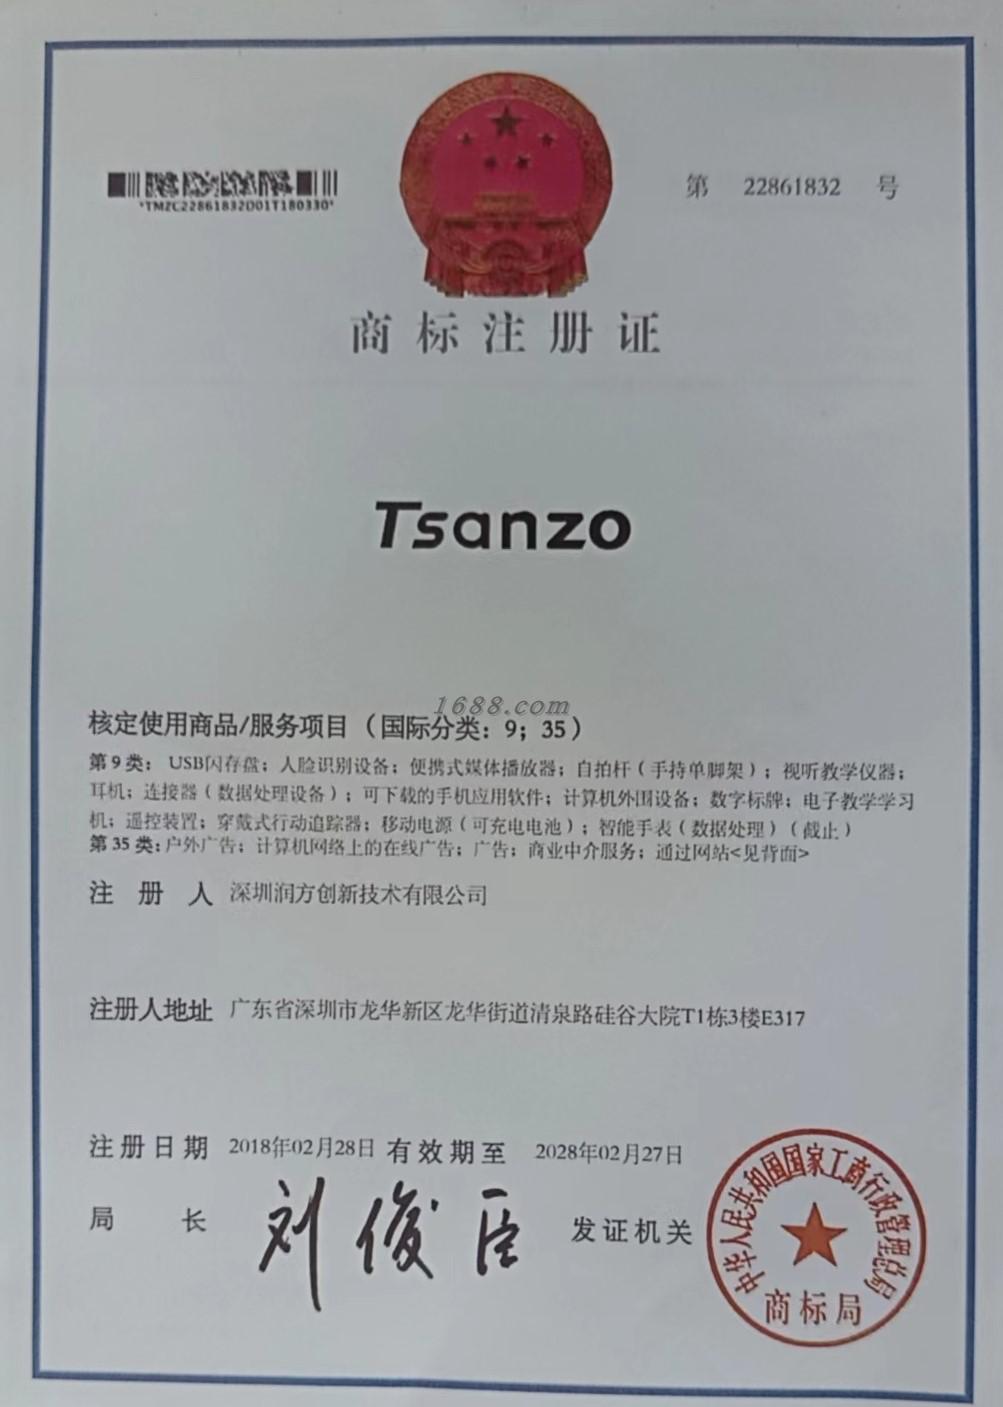 *TMZC22861832D01T180330*
第 22861832 号
商标注册证
Tsanzo
1688.com
核定使用商品/服务项目（国际分类：9；35）
第 9 类： USB闪存盘；人脸识别设备；便携式媒体播放器；自拍杆（手持单脚架）；视听教学仪器；
耳机；连接器（数据处理设备）；可下载的手机应用软件；计算机外围设备；数字标牌；电子教学学习
机；遥控装置；穿戴式行动追踪器；移动电源（可充电电池）；智能手表（数据处理）（截止）
第 35 类：户外广告；计算机网络上的在线广告；广告；商业中介服务；通过网站<见背面>
注 册 人 深圳润方创新技术有限公司
注册人地址 广东省深圳市龙华新区龙华街道清泉路硅谷大院T1栋3楼E317
注册日期 2018年02月28日 有效期至 2028年02月27日
局 长 刘俊臣 发证机关
中华人民共和国国家工商行政管理总局
商标局